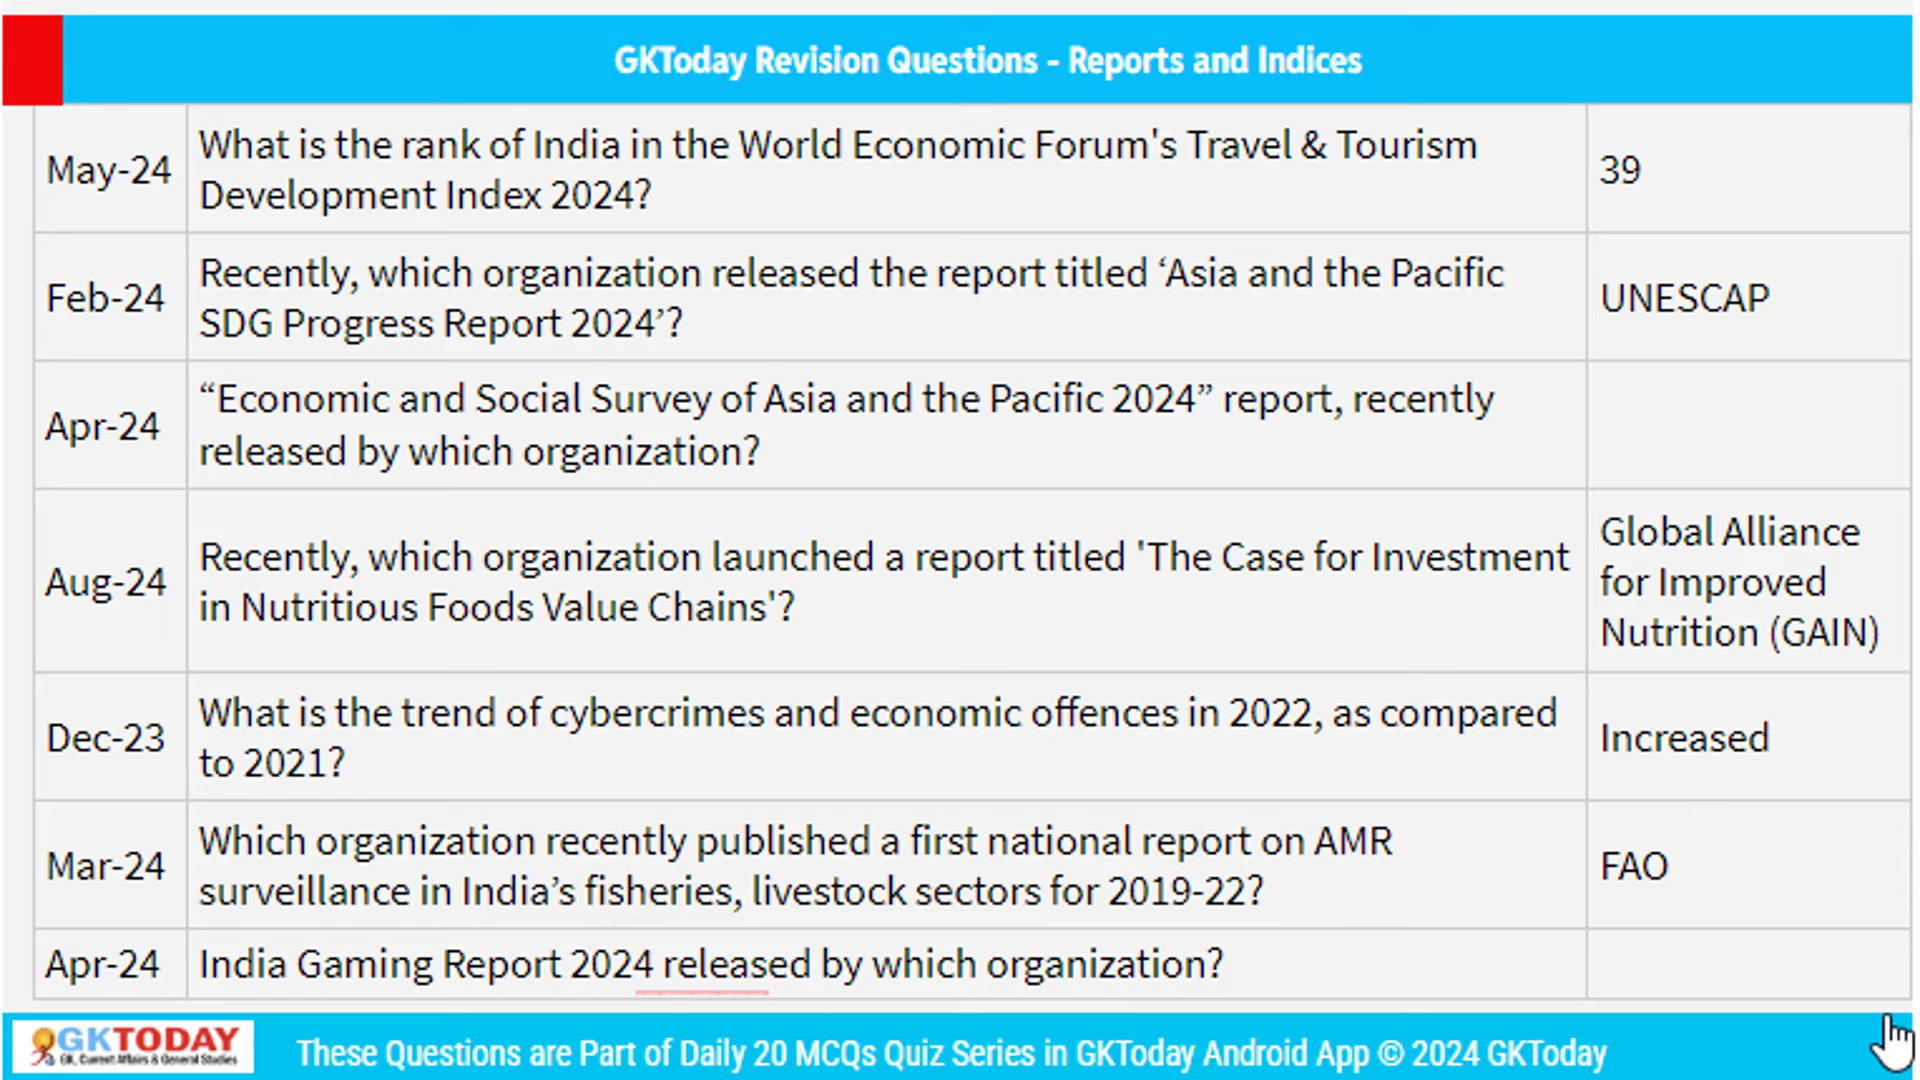 GKToday Revision Questions - Reports and Indices
May-24
What is the rank of India in the World Economic Forum's Travel & Tourism
Development Index 2024?
39
Feb-24
Recently, which organization released the report titled ‘Asia and the Pacific
SDG Progress Report 2024’?
UNESCAP
Apr-24
“Economic and Social Survey of Asia and the Pacific 2024” report, recently
released by which organization?
Aug-24
Recently, which organization launched a report titled 'The Case for Investment
in Nutritious Foods Value Chains'?
Global Alliance
for Improved
Nutrition (GAIN)
Dec-23
What is the trend of cybercrimes and economic offences in 2022, as compared
to 2021?
Increased
Mar-24
Which organization recently published a first national report on AMR
surveillance in India’s fisheries, livestock sectors for 2019-22?
FAO
Apr-24
India Gaming Report 2024 released by which organization?
GKTODAY
GK, Current Affairs & General Studies
These Questions are Part of Daily 20 MCQs Quiz Series in GKToday Android App © 2024 GKToday